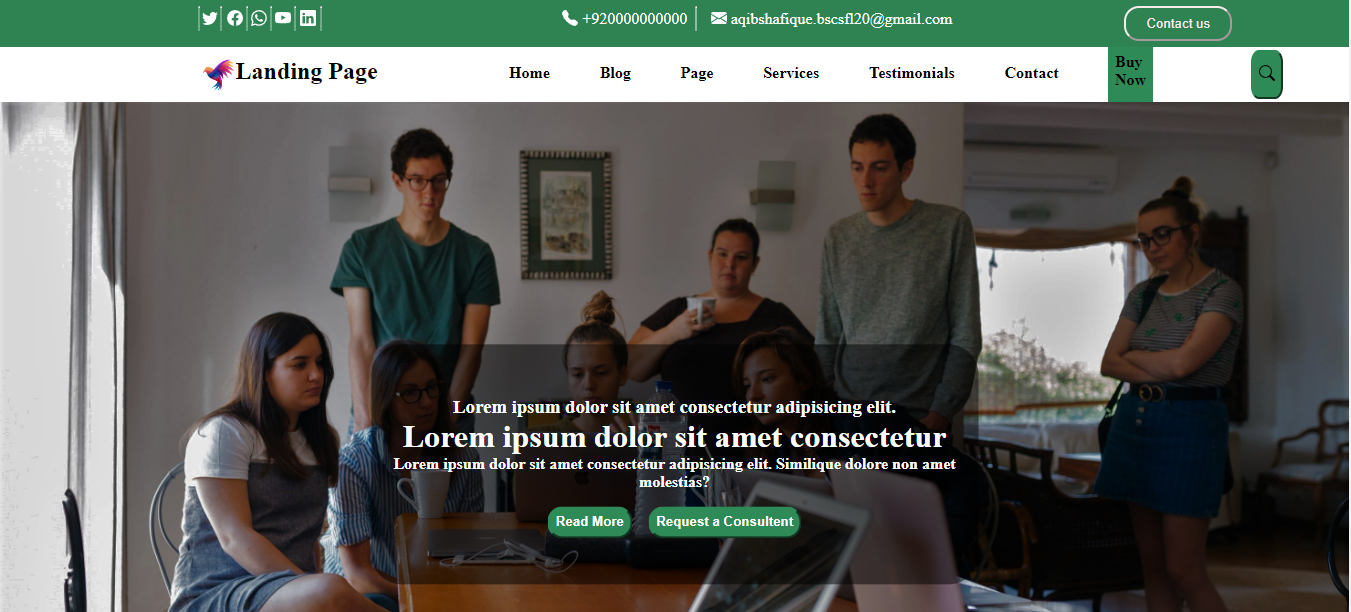 +920000000000
aqibshafique.bscsfl20@gmail.com
Contact us
Landing Page
Home
Blog
Page
Services
Testimonials
Contact
Buy
Now
Lorem ipsum dolor sit amet consectetur adipisicing elit.
Lorem ipsum dolor sit amet consectetur
Lorem ipsum dolor sit amet consectetur adipisicing elit. Similique dolore non amet
molestias?
Read More
Request a Consultent